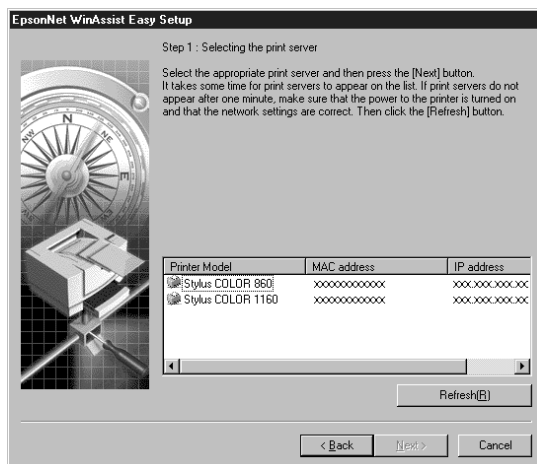 EpsonNet WinAssist Easy Setup
Step 1 : Selecting the print server
Select the appropriate print server and then press the [Next] button.
It takes some time for print servers to appear on the list. If print servers do not
appear after one minute, make sure that the power to the printer is turned on
and that the network settings are correct. Then click the [Refresh] button.
N
NW
NE
W
Printer Model MAC address IP address
Stylus COLOR 860 xxxxxxxxxxxx xxx.xxx.xxx.xx
Stylus COLOR 1160 xxxxxxxxxxxx xxx.xxx.xxx.xx
Refresh(R)
< Back Next > Cancel